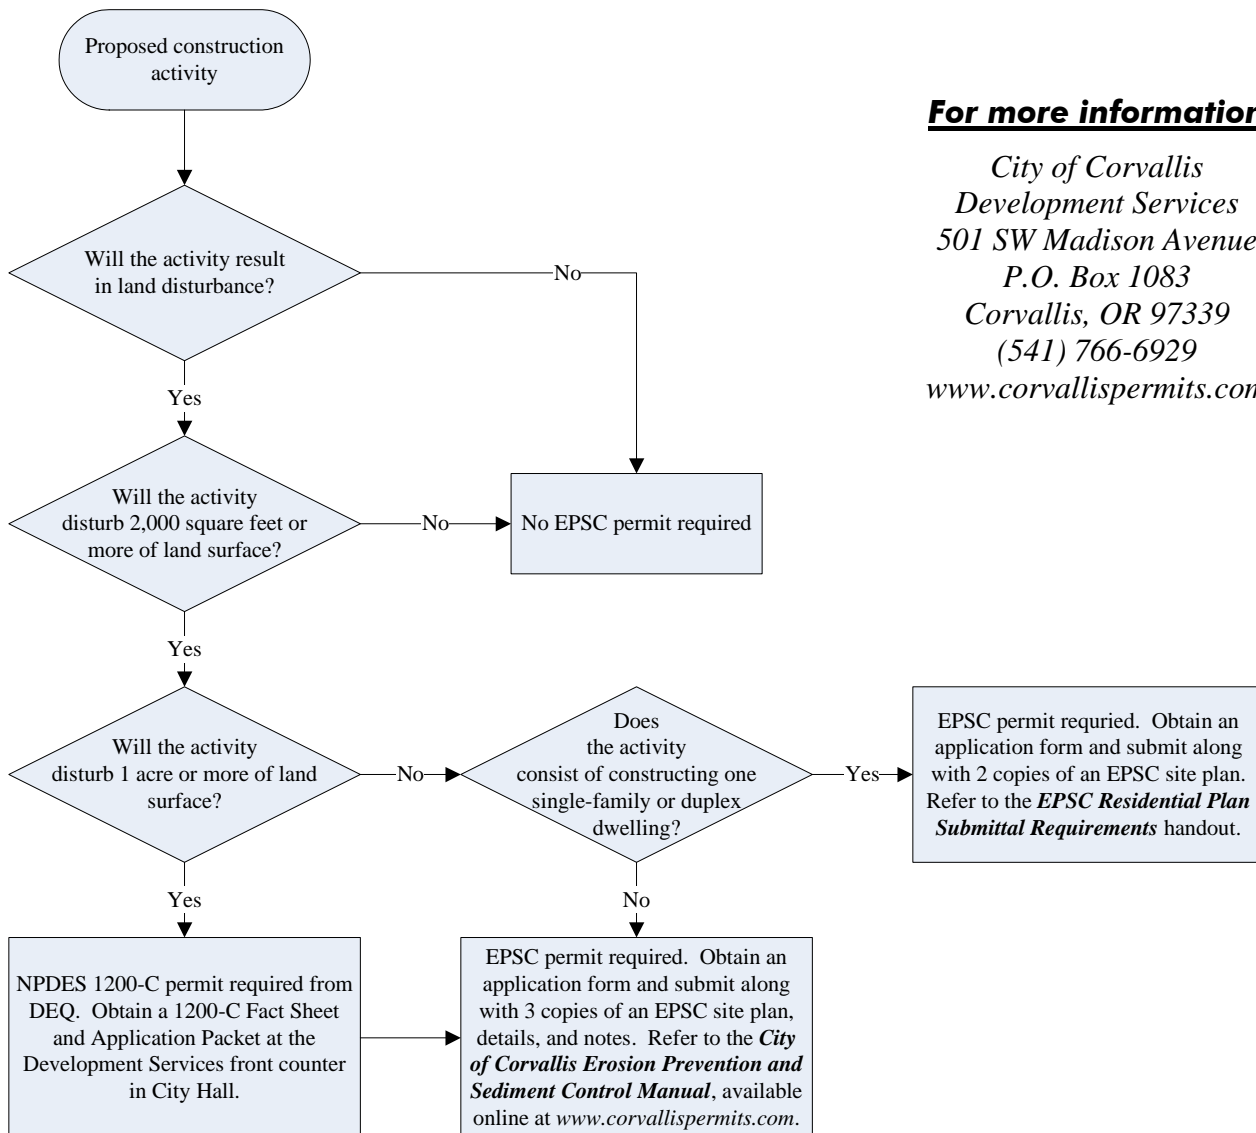 Proposed construction
activity
For more information
City of Corvallis
Development Services
501 SW Madison Avenue
P.O. Box 1083
Corvallis, OR 97339
(541) 766-6929
www.corvallispermits.com
Will the activity result
in land disturbance?
No
Yes
Will the activity
disturb 2,000 square feet or
more of land surface?
No
No EPSC permit required
Yes
Will the activity
disturb 1 acre or more of land
surface?
No
Does
the activity
consist of constructing one
single-family or duplex
dwelling?
Yes
EPSC permit requried. Obtain an
application form and submit along
with 2 copies of an EPSC site plan.
Refer to the EPSC Residential Plan
Submittal Requirements handout.
Yes
No
NPDES 1200-C permit required from
DEQ. Obtain a 1200-C Fact Sheet
and Application Packet at the
Development Services front counter
in City Hall.
EPSC permit required. Obtain an
application form and submit along
with 3 copies of an EPSC site plan,
details, and notes. Refer to the City
of Corvallis Erosion Prevention and
Sediment Control Manual, available
online at www.corvallispermits.com.